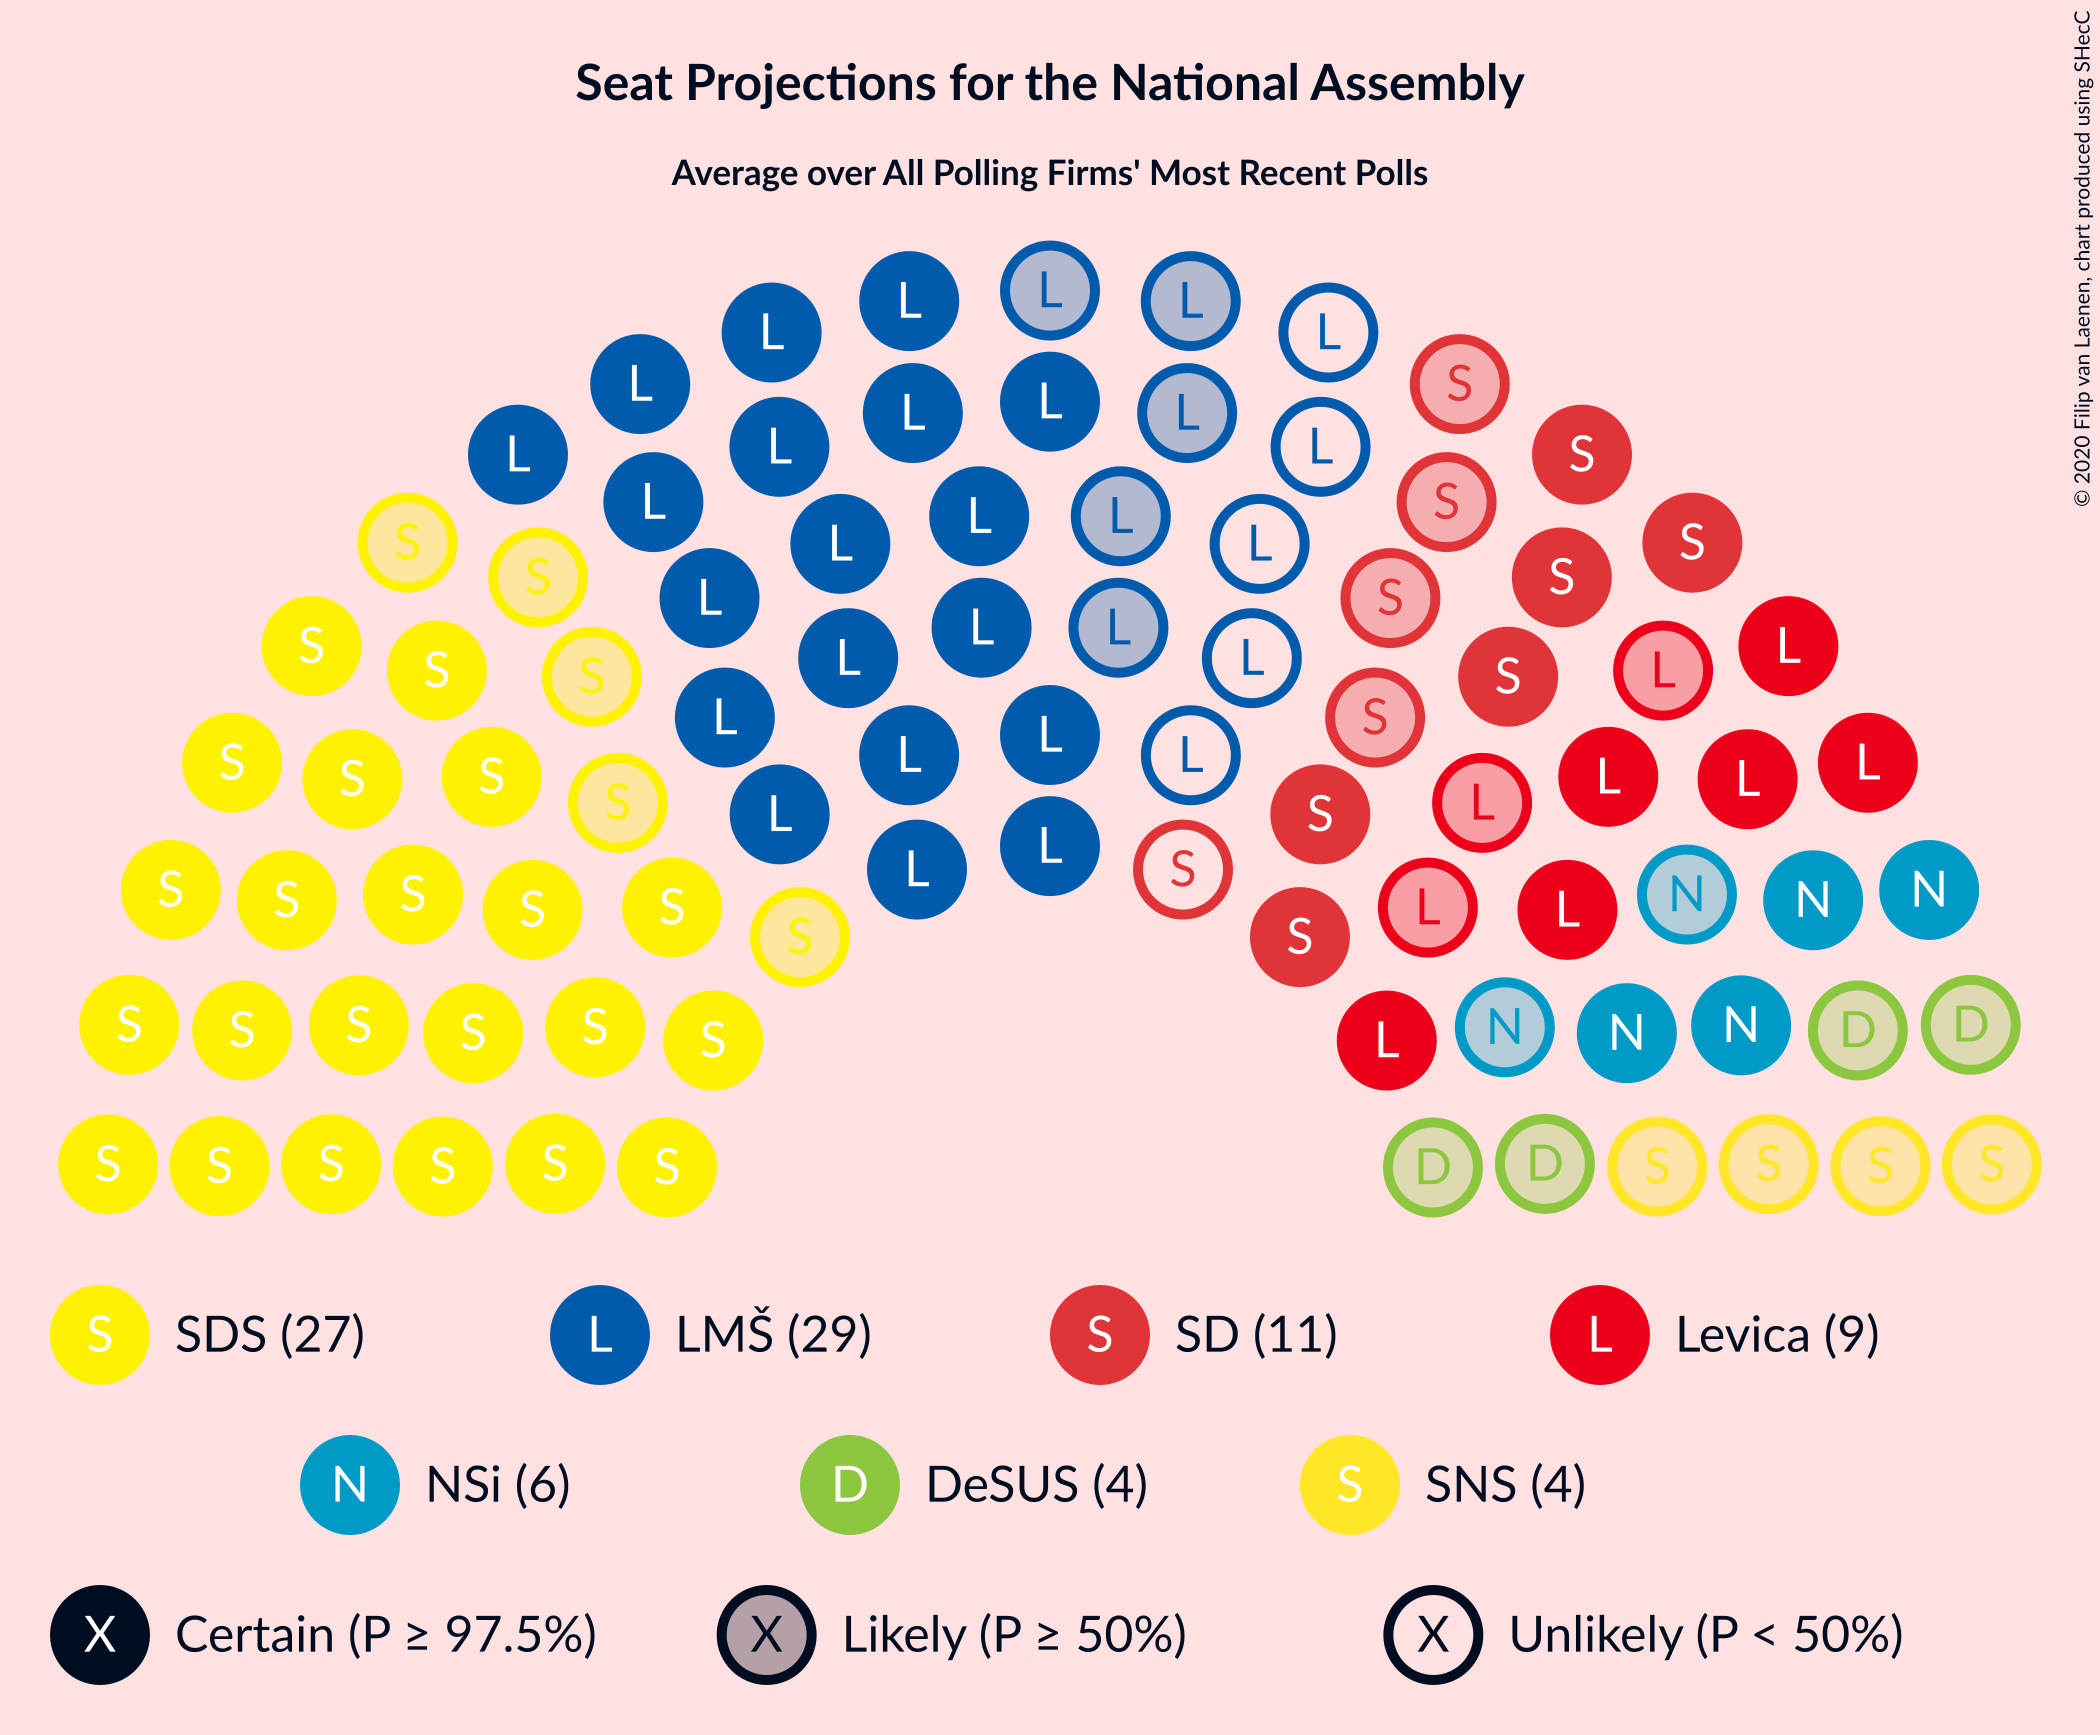 Seat Projections for the National Assembly
Average over All Polling Firms' Most Recent Polls
© 2020 Filip van Laenen, chart produced using SHecC
L L L
L L
L S
L L L
L L L S
L L L S
S L L S
S L S S
L L
S S S L L S L L
L S
S S S S L L L L L L L
L L L S S
S S S S S S S L L N N N
S S S S S S L N N N D D
S S S S S S D D S S S S
S SDS (27) L LMŠ (29) S SD (11) L Levica (9)
N NSi (6) D DeSUS (4) S SNS (4)
X Certain (P ≥ 97.5%) X Likely (P ≥ 50%) X Unlikely (P < 50%)